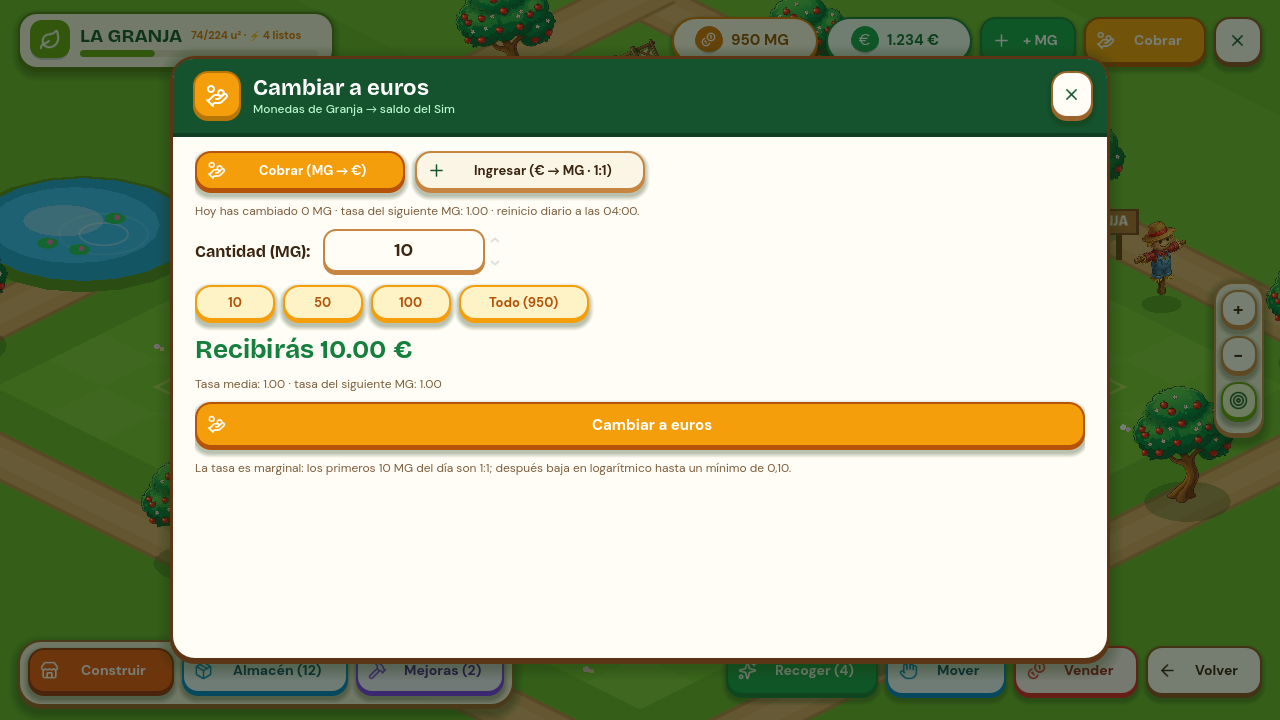 LA GRANJA 74/224 u² · ⚡ 4 listos
950 MG
1.234 €
+ MG
Cobrar
Cambiar a euros
Monedas de Granja → saldo del Sim
Cobrar (MG → €)
Ingresar (€ → MG · 1:1)
Hoy has cambiado 0 MG · tasa del siguiente MG: 1.00 · reinicio diario a las 04:00.
Cantidad (MG):
10
10
50
100
Todo (950)
Recibirás 10.00 €
Tasa media: 1.00 · tasa del siguiente MG: 1.00
Cambiar a euros
La tasa es marginal: los primeros 10 MG del día son 1:1; después baja en logarítmico hasta un mínimo de 0,10.
+
−
Construir
Almacén (12)
Mejoras (2)
Recoger (4)
Mover
Vender
Volver